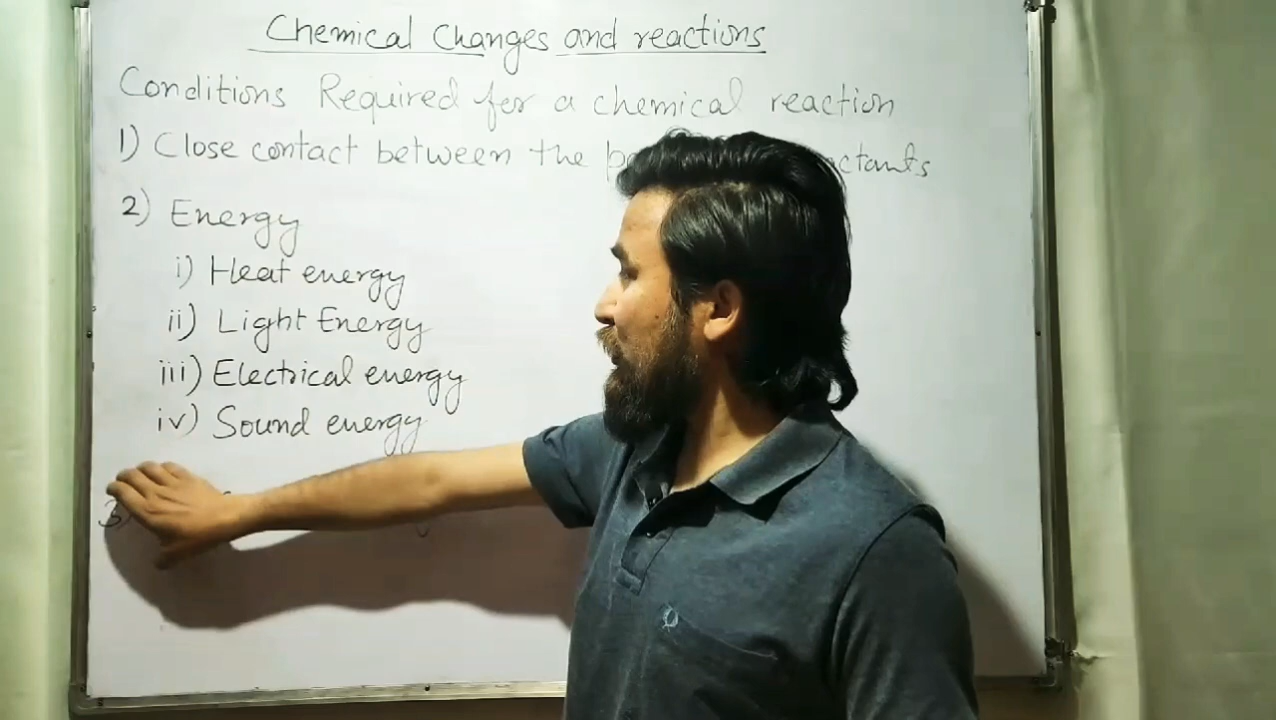 Chemical Changes and reactions
Conditions Required for a chemical reaction
1) Close contact between the
2) Energy
i) Heat energy
ii) Light Energy
iii) Electrical energy
iv) Sound energy
3)